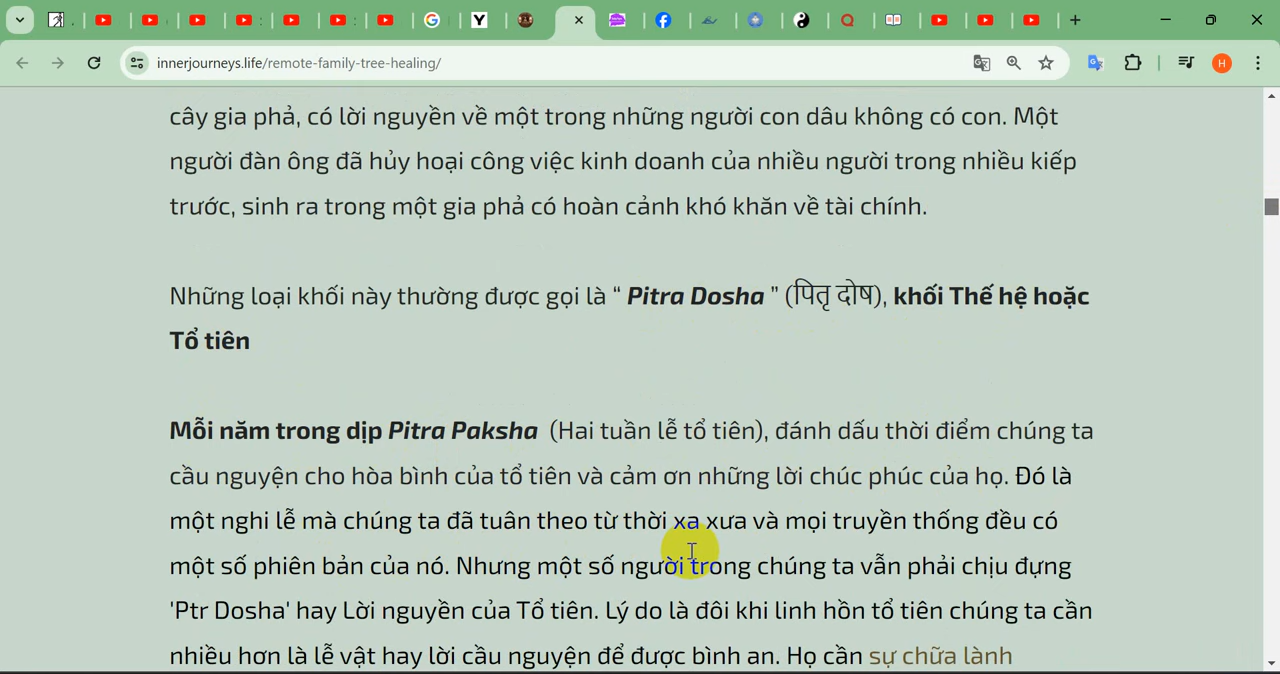 innerjourneys.life/remote-family-tree-healing/
H
cây gia phả, có lời nguyền về một trong những người con dâu không có con. Một
người đàn ông đã hủy hoại công việc kinh doanh của nhiều người trong nhiều kiếp
trước, sinh ra trong một gia phả có hoàn cảnh khó khăn về tài chính.
Những loại khối này thường được gọi là “ Pitra Dosha ” (पितृ दोष), khối Thế hệ hoặc
Tổ tiên
Mỗi năm trong dịp Pitra Paksha (Hai tuần lễ tổ tiên), đánh dấu thời điểm chúng ta
cầu nguyện cho hòa bình của tổ tiên và cảm ơn những lời chúc phúc của họ. Đó là
một nghi lễ mà chúng ta đã tuân theo từ thời xa xưa và mọi truyền thống đều có
một số phiên bản của nó. Nhưng một số người trong chúng ta vẫn phải chịu đựng
'Ptr Dosha' hay Lời nguyền của Tổ tiên. Lý do là đôi khi linh hồn tổ tiên chúng ta cần
nhiều hơn là lễ vật hay lời cầu nguyện để được bình an. Họ cần sự chữa lành